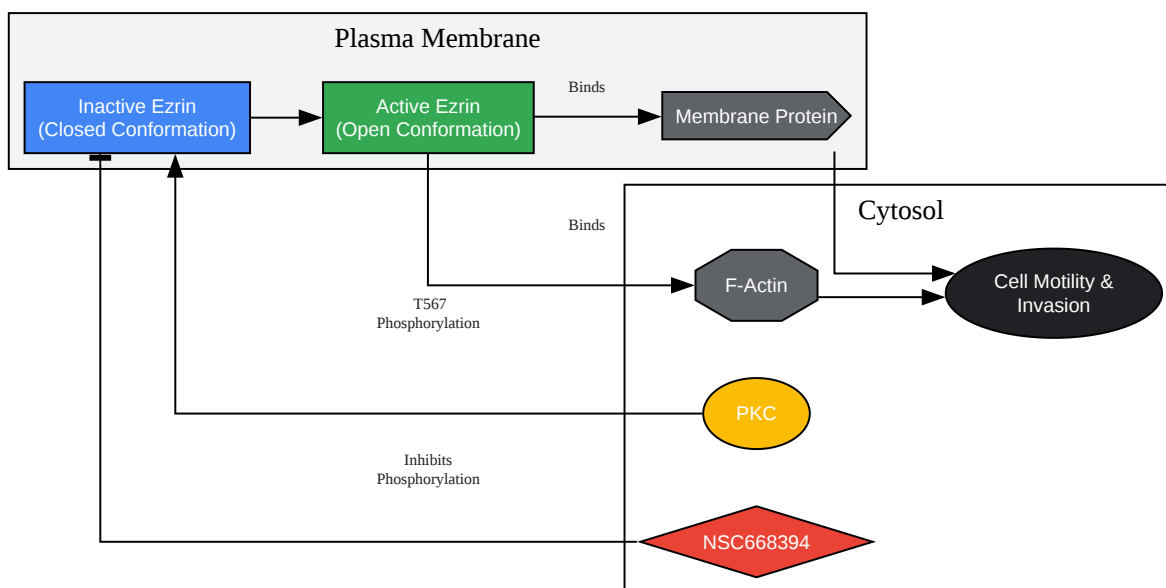 Plasma Membrane
Inactive Ezrin
(Closed Conformation)
Active Ezrin
(Open Conformation)
Binds
Membrane Protein
Cytosol
Binds
F-Actin
Cell Motility &
Invasion
T567
Phosphorylation
PKC
Inhibits
Phosphorylation
NSC668394